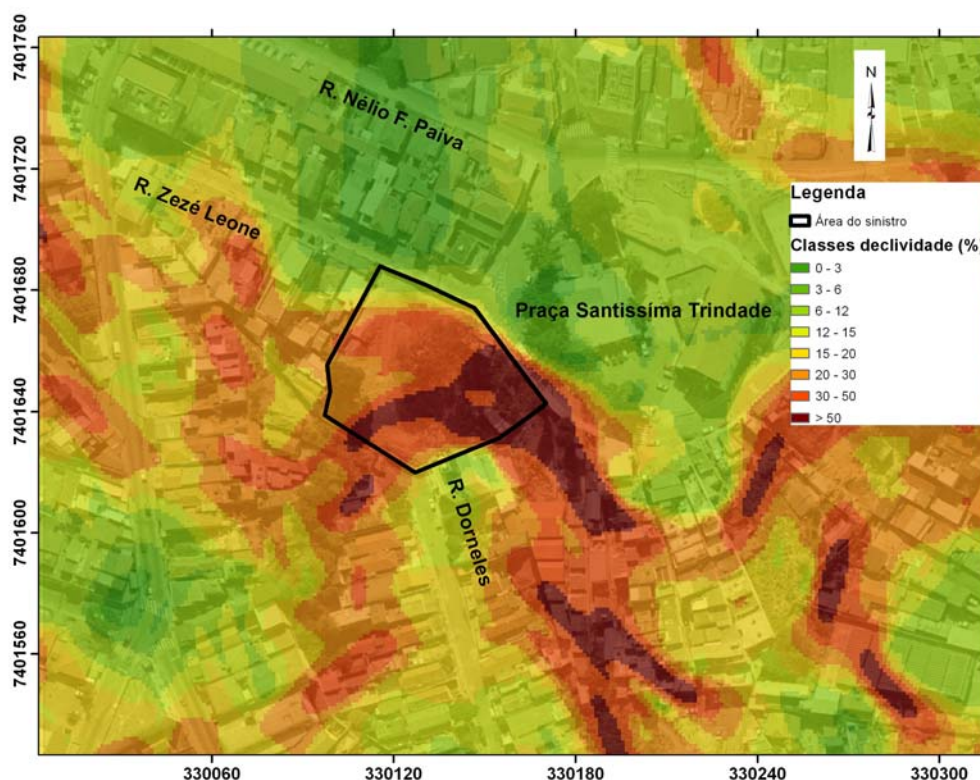 7401760
7401720
7401680
7401640
7401600
7401560
R. Nélio F. Paiva
R. Zezé Leone
Praça Santissíma Trindade
R. Dorneles
N
Legenda
Área do sinistro
Classes declividade (%
0 - 3
3 - 6
6 - 12
12 - 15
15 - 20
20 - 30
30 - 50
> 50
330060
330120
330180
330240
330300